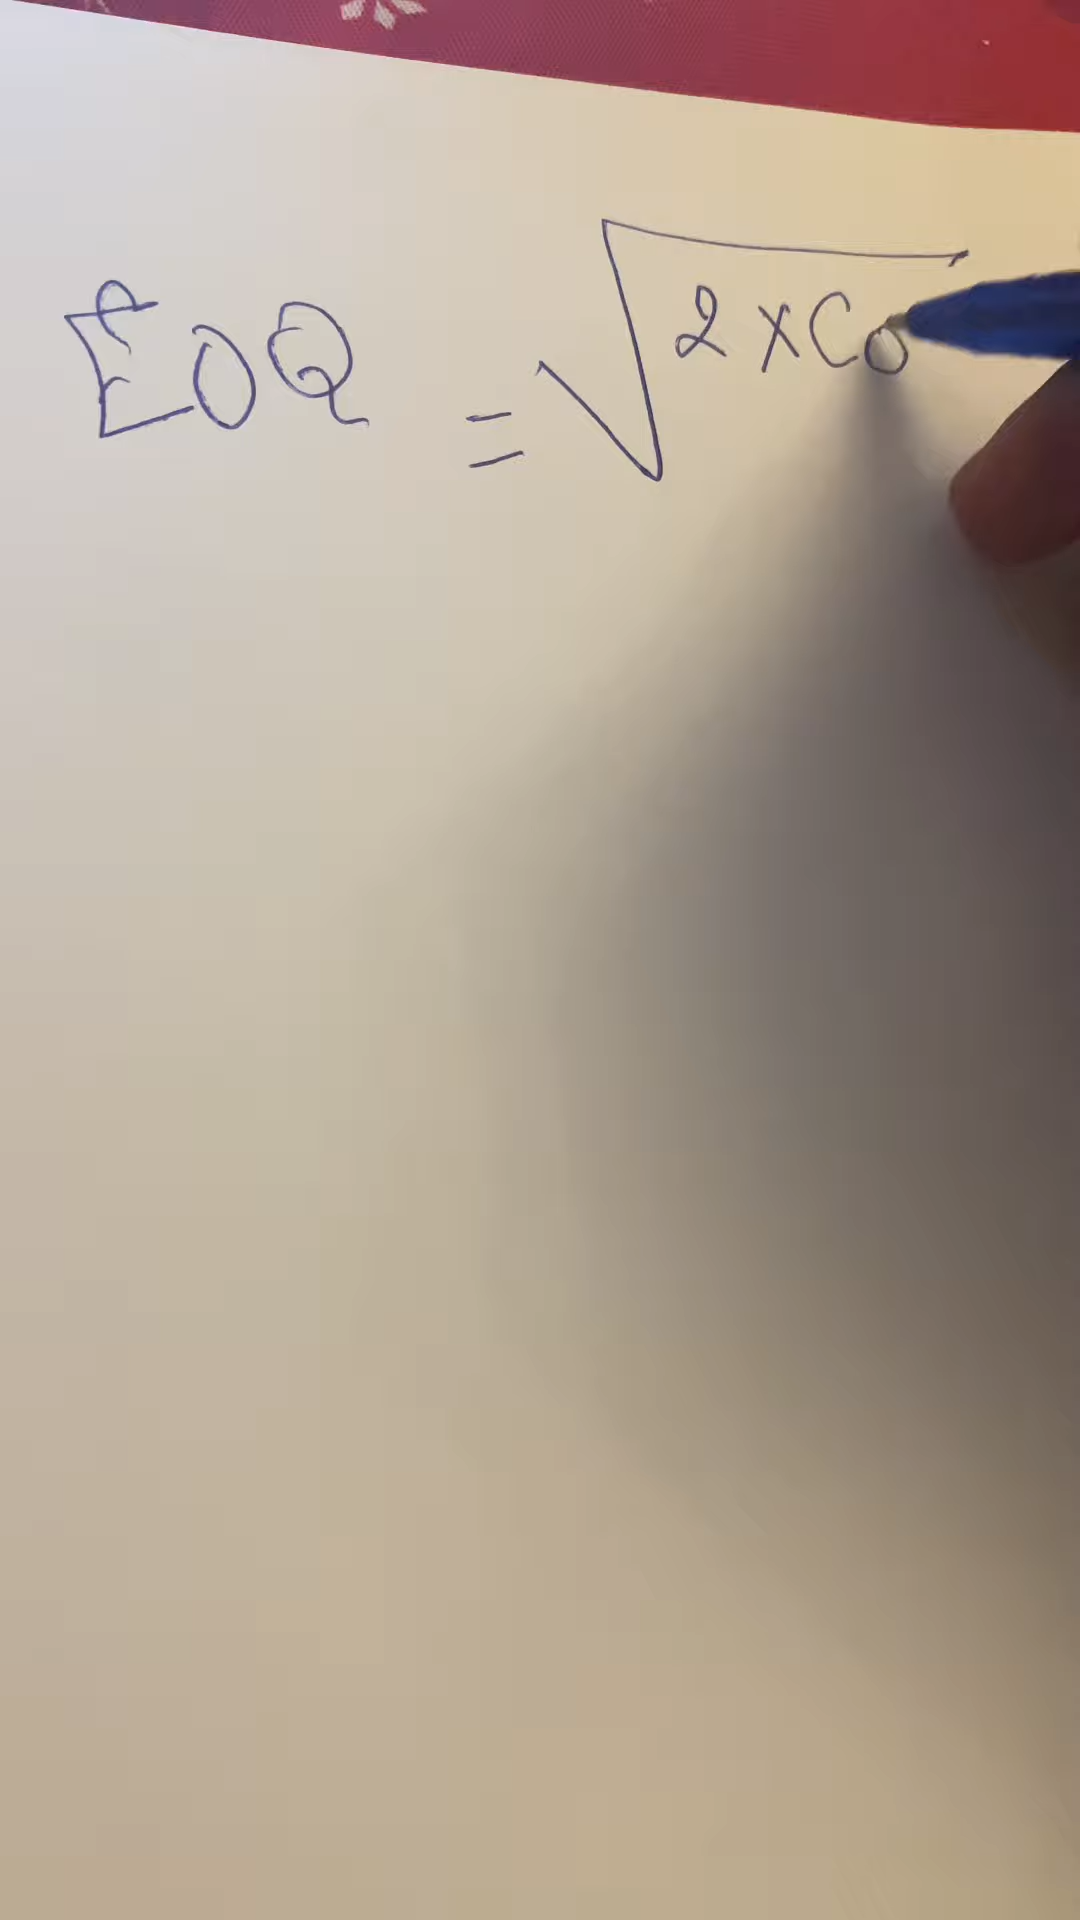 EOQ = √2 x Co